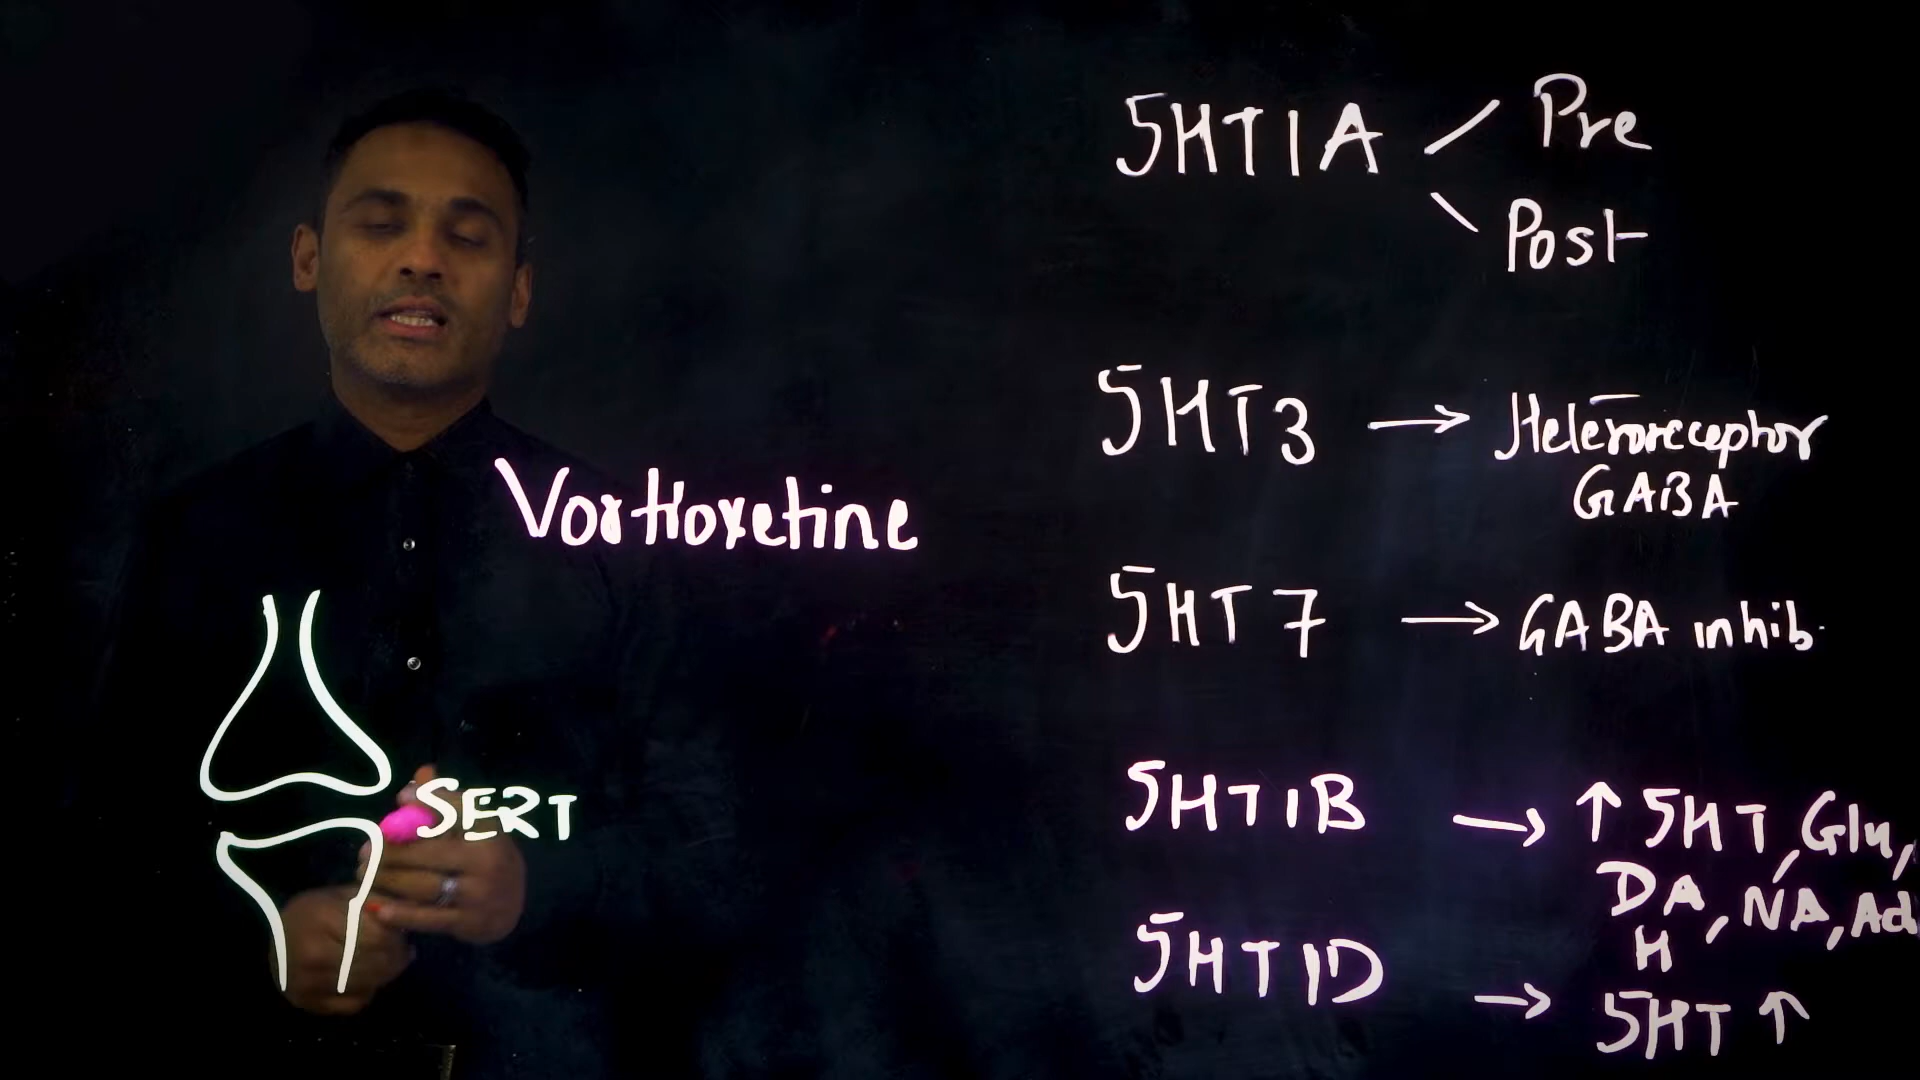 5HT1A
Pre
Post
5HT3 → Heteroreceptor
GABA
Vortioxetine
5HT7 → GABA inhib.
SERT
5HT1B → ↑ 5HT, Glu,
DA, NA, Ach
H
5HT1D → 5HT ↑